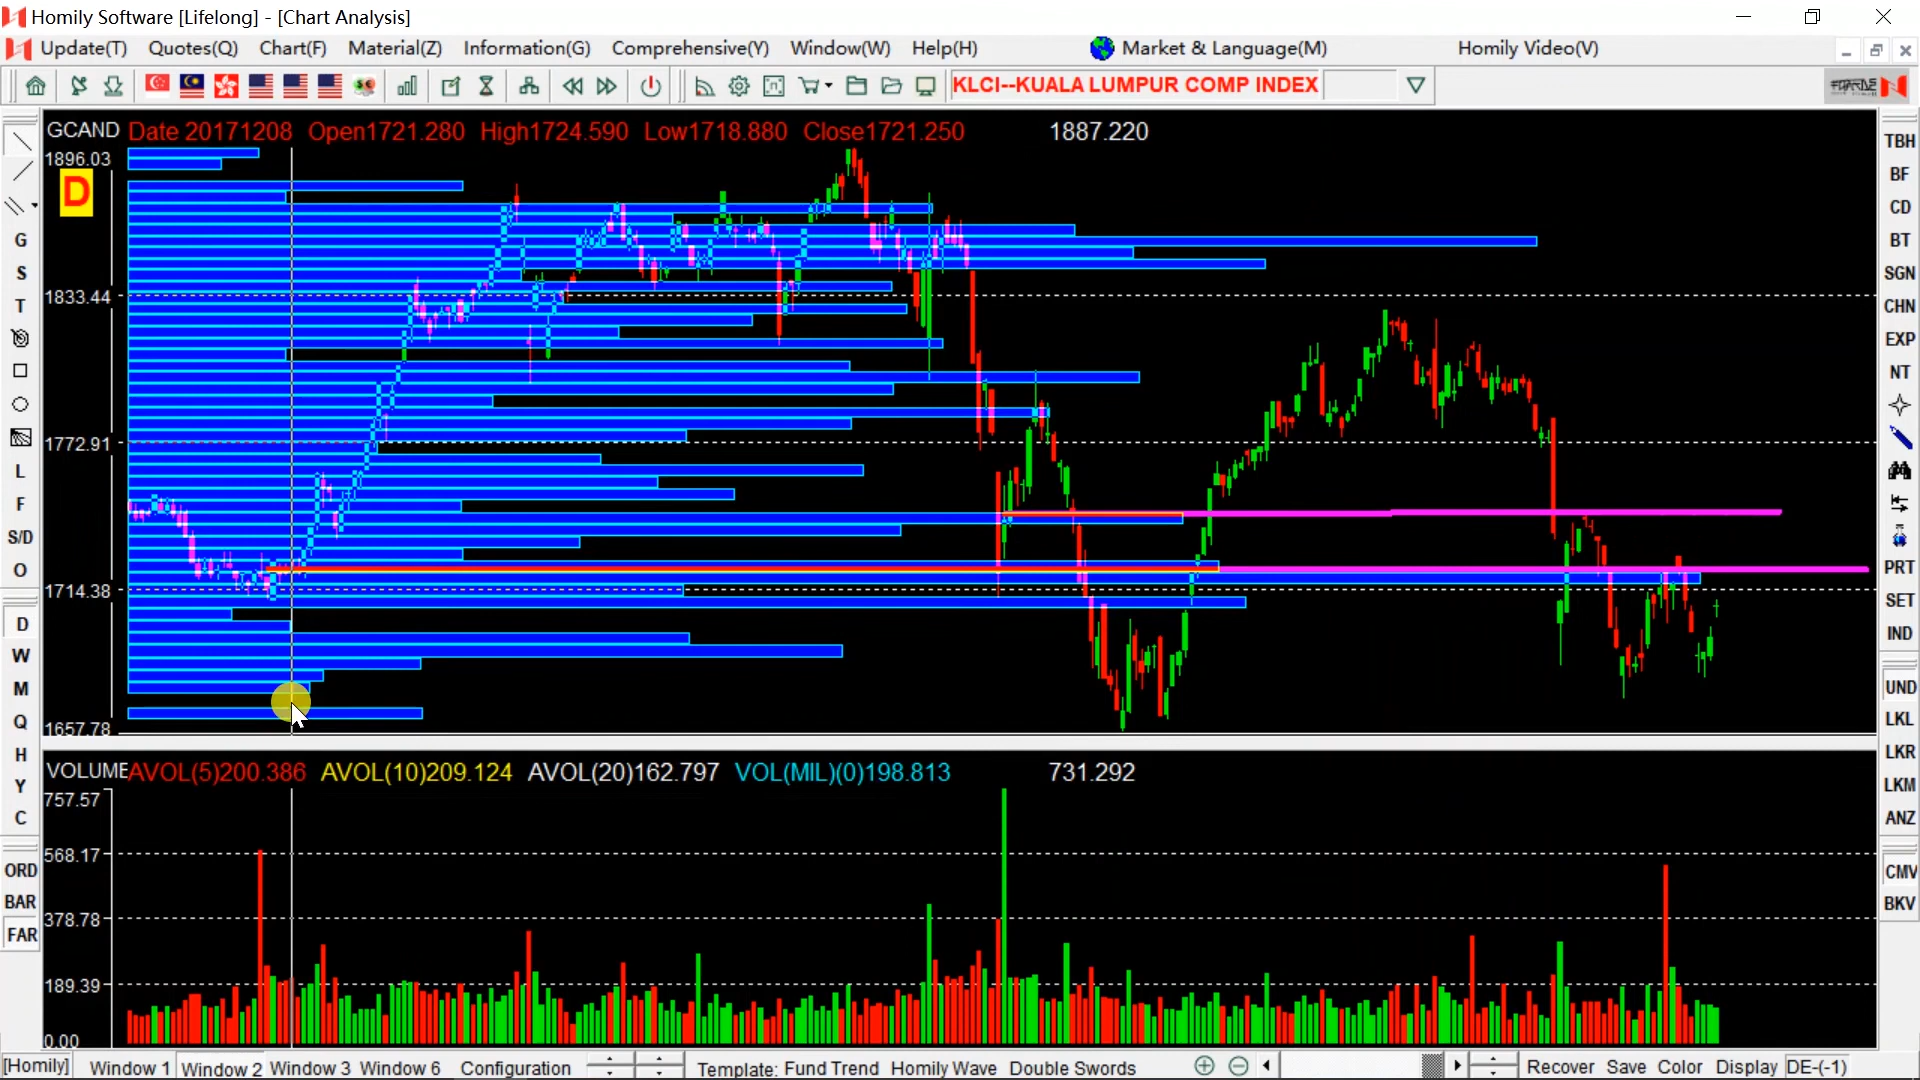 Homily Software [Lifelong] - [Chart Analysis]
Update(T) Quotes(Q) Chart(F) Material(Z) Information(G) Comprehensive(Y) Window(W) Help(H) Market & Language(M) Homily Video(V)
KLCI--KUALA LUMPUR COMP INDEX
GCAND Date 20171208 Open1721.280 High1724.590 Low1718.880 Close1721.250 1887.220
1896.03
D
1833.44
1772.91
1714.38
1657.78
VOLUME AVOL(5)200.386 AVOL(10)209.124 AVOL(20)162.797 VOL(MIL)(0)198.813 731.292
757.57
568.17
378.78
189.39
0.00
G
S
T
L
F
S/D
O
D
W
M
Q
H
Y
C
ORD
BAR
FAR
TBH
BF
CD
BT
SGN
CHN
EXP
NT
PRT
SET
IND
UND
LKL
LKR
LKM
ANZ
CMV
BKV
[Homily] Window 1 Window 2 Window 3 Window 6 Configuration Template: Fund Trend Homily Wave Double Swords Recover Save Color Display DE-(-1)